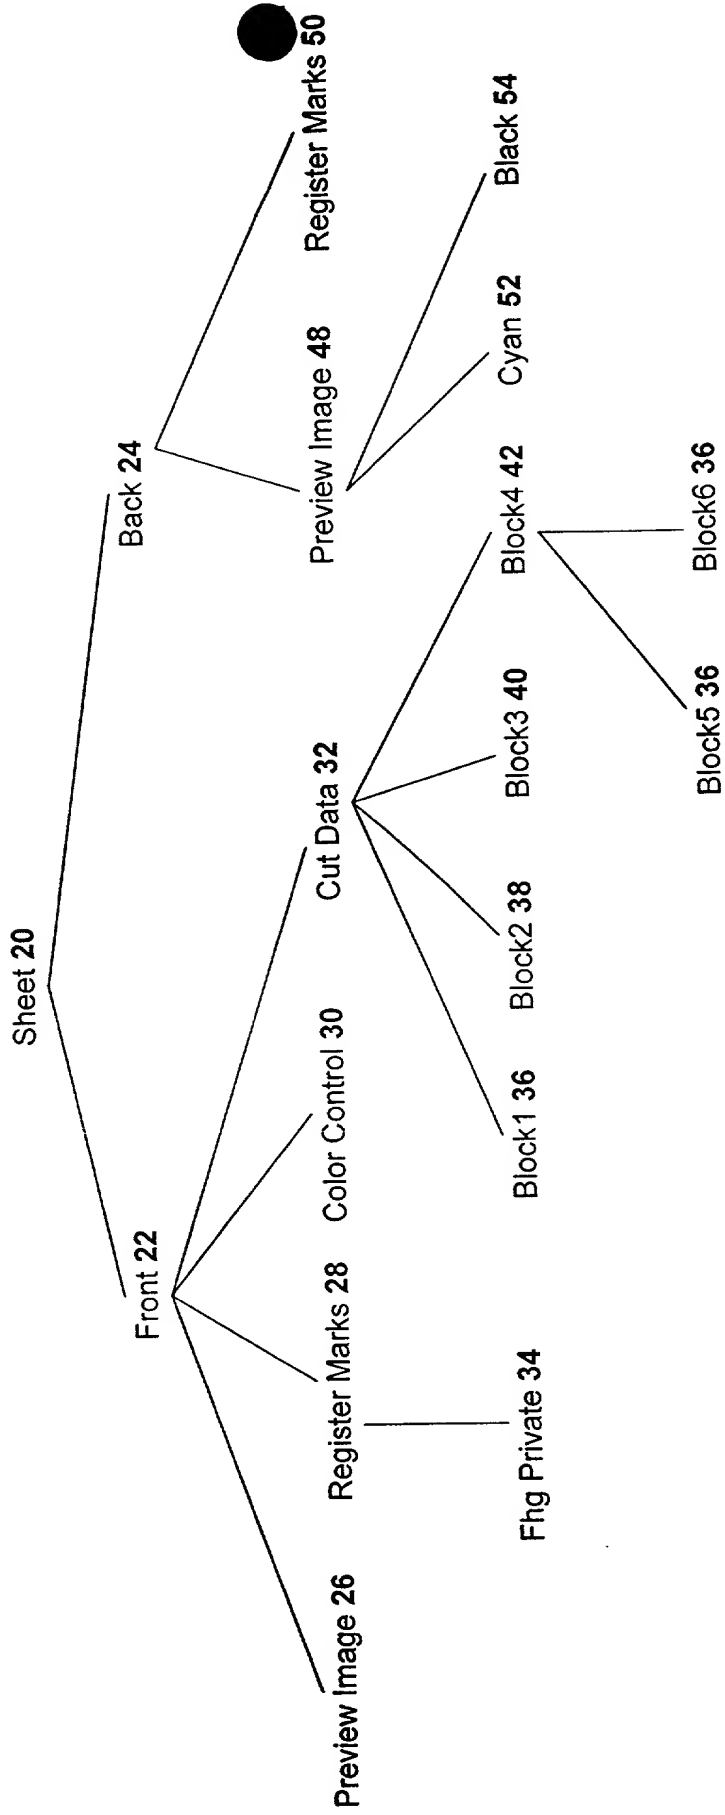 Sheet 20
Front 22
Back 24
Preview Image 26
Register Marks 28
Color Control 30
Cut Data 32
Preview Image 48
Register Marks 50
Fhg Private 34
Block1 36
Block2 38
Block3 40
Block4 42
Cyan 52
Black 54
Block5 36
Block6 36